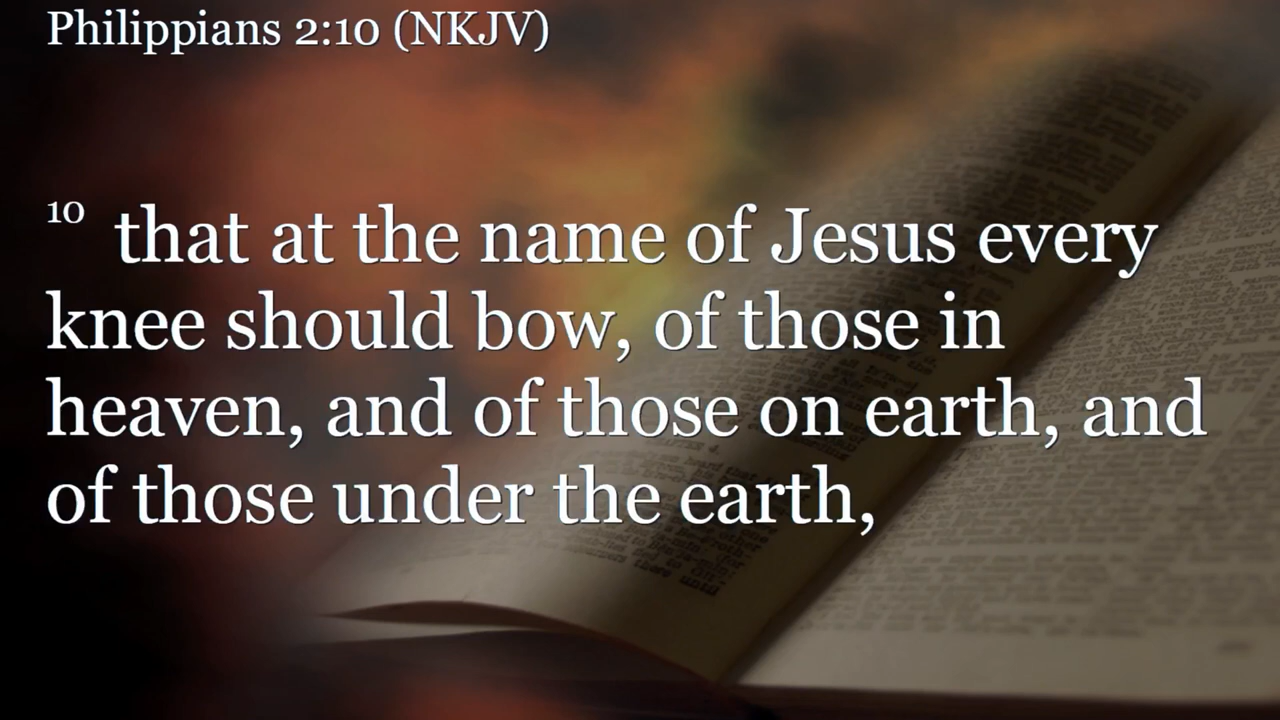 Philippians 2:10 (NKJV)
10 that at the name of Jesus every
knee should bow, of those in
heaven, and of those on earth, and
of those under the earth,